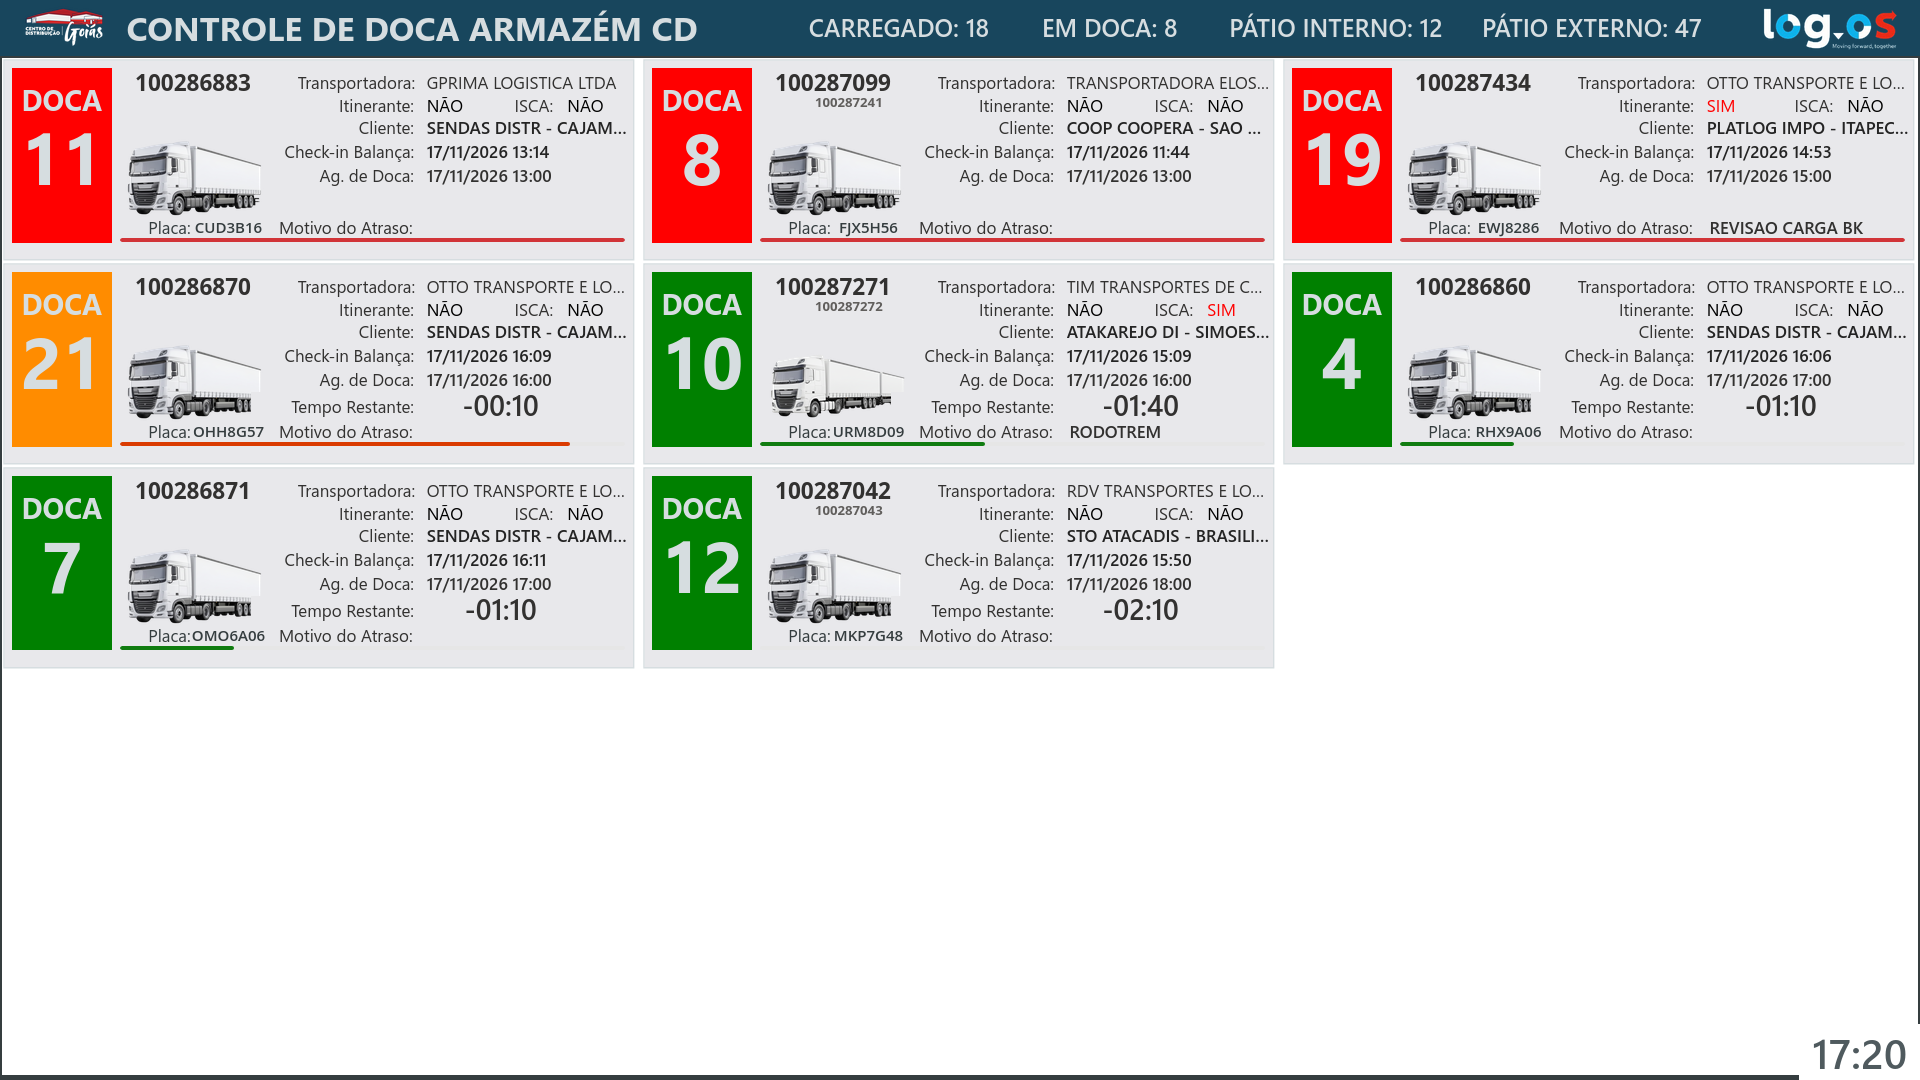 CENTRO DE DISTRIBUIÇÃO Goiás
CONTROLE DE DOCA ARMAZÉM CD
CARREGADO: 18
EM DOCA: 8
PÁTIO INTERNO: 12
PÁTIO EXTERNO: 47
log.os
Moving forward, together
DOCA
11
100286883
Transportadora: GPRIMA LOGISTICA LTDA
Itinerante: NÃO ISCA: NÃO
Cliente: SENDAS DISTR - CAJAM...
Check-in Balança: 17/11/2026 13:14
Ag. de Doca: 17/11/2026 13:00
Placa: CUD3B16 Motivo do Atraso:
DOCA
8
100287099
100287241
Transportadora: TRANSPORTADORA ELOS...
Itinerante: NÃO ISCA: NÃO
Cliente: COOP COOPERA - SAO ...
Check-in Balança: 17/11/2026 11:44
Ag. de Doca: 17/11/2026 13:00
Placa: FJX5H56 Motivo do Atraso:
DOCA
19
100287434
Transportadora: OTTO TRANSPORTE E LO...
Itinerante: SIM ISCA: NÃO
Cliente: PLATLOG IMPO - ITAPEC...
Check-in Balança: 17/11/2026 14:53
Ag. de Doca: 17/11/2026 15:00
Placa: EWJ8286 Motivo do Atraso: REVISAO CARGA BK
DOCA
21
100286870
Transportadora: OTTO TRANSPORTE E LO...
Itinerante: NÃO ISCA: NÃO
Cliente: SENDAS DISTR - CAJAM...
Check-in Balança: 17/11/2026 16:09
Ag. de Doca: 17/11/2026 16:00
Tempo Restante: -00:10
Placa: OHH8G57 Motivo do Atraso:
DOCA
10
100287271
100287272
Transportadora: TIM TRANSPORTES DE C...
Itinerante: NÃO ISCA: SIM
Cliente: ATAKAREJO DI - SIMOES...
Check-in Balança: 17/11/2026 15:09
Ag. de Doca: 17/11/2026 16:00
Tempo Restante: -01:40
Placa: URM8D09 Motivo do Atraso: RODOTREM
DOCA
4
100286860
Transportadora: OTTO TRANSPORTE E LO...
Itinerante: NÃO ISCA: NÃO
Cliente: SENDAS DISTR - CAJAM...
Check-in Balança: 17/11/2026 16:06
Ag. de Doca: 17/11/2026 17:00
Tempo Restante: -01:10
Placa: RHX9A06 Motivo do Atraso:
DOCA
7
100286871
Transportadora: OTTO TRANSPORTE E LO...
Itinerante: NÃO ISCA: NÃO
Cliente: SENDAS DISTR - CAJAM...
Check-in Balança: 17/11/2026 16:11
Ag. de Doca: 17/11/2026 17:00
Tempo Restante: -01:10
Placa: OMO6A06 Motivo do Atraso:
DOCA
12
100287042
100287043
Transportadora: RDV TRANSPORTES E LO...
Itinerante: NÃO ISCA: NÃO
Cliente: STO ATACADIS - BRASILI...
Check-in Balança: 17/11/2026 15:50
Ag. de Doca: 17/11/2026 18:00
Tempo Restante: -02:10
Placa: MKP7G48 Motivo do Atraso:
17:20